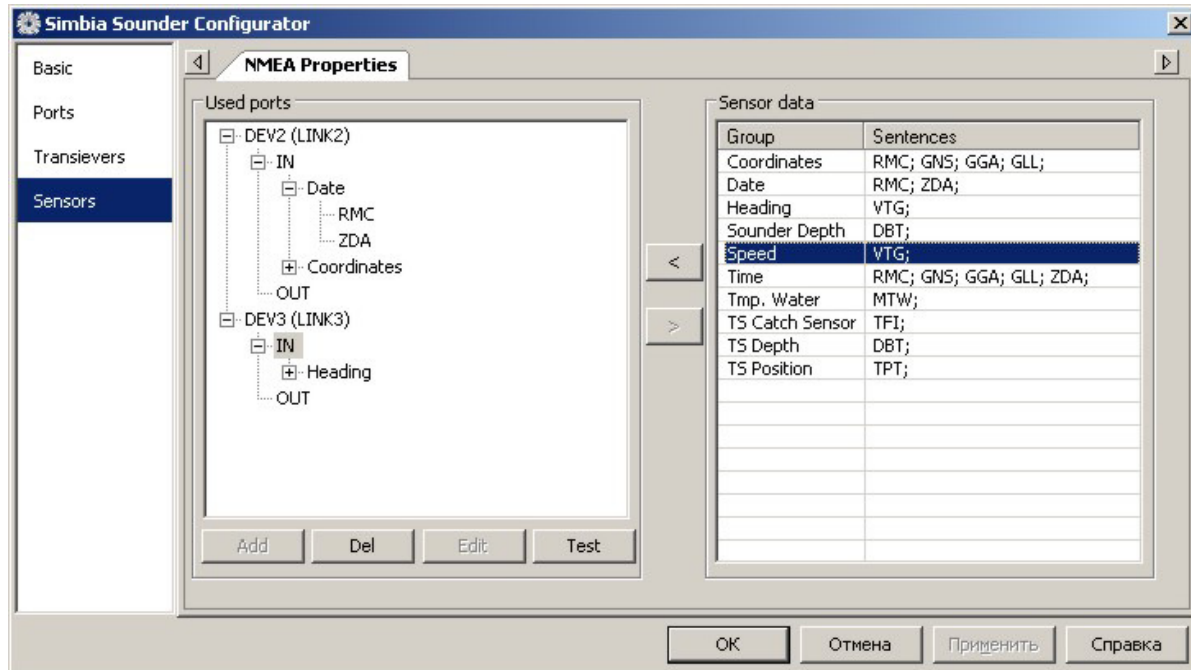 Simbia Sounder Configurator
Basic
Ports
Transievers
Sensors
NMEA Properties
Used ports
DEV2 (LINK2)
IN
Date
RMC
ZDA
Coordinates
OUT
DEV3 (LINK3)
IN
Heading
OUT
Add Del Edit Test
<
>
Sensor data
Group Sentences
Coordinates RMC; GNS; GGA; GLL;
Date RMC; ZDA;
Heading VTG;
Sounder Depth DBT;
Speed VTG;
Time RMC; GNS; GGA; GLL; ZDA;
Tmp. Water MTW;
TS Catch Sensor TFI;
TS Depth DBT;
TS Position TPT;
ОК Отмена Применить Справка